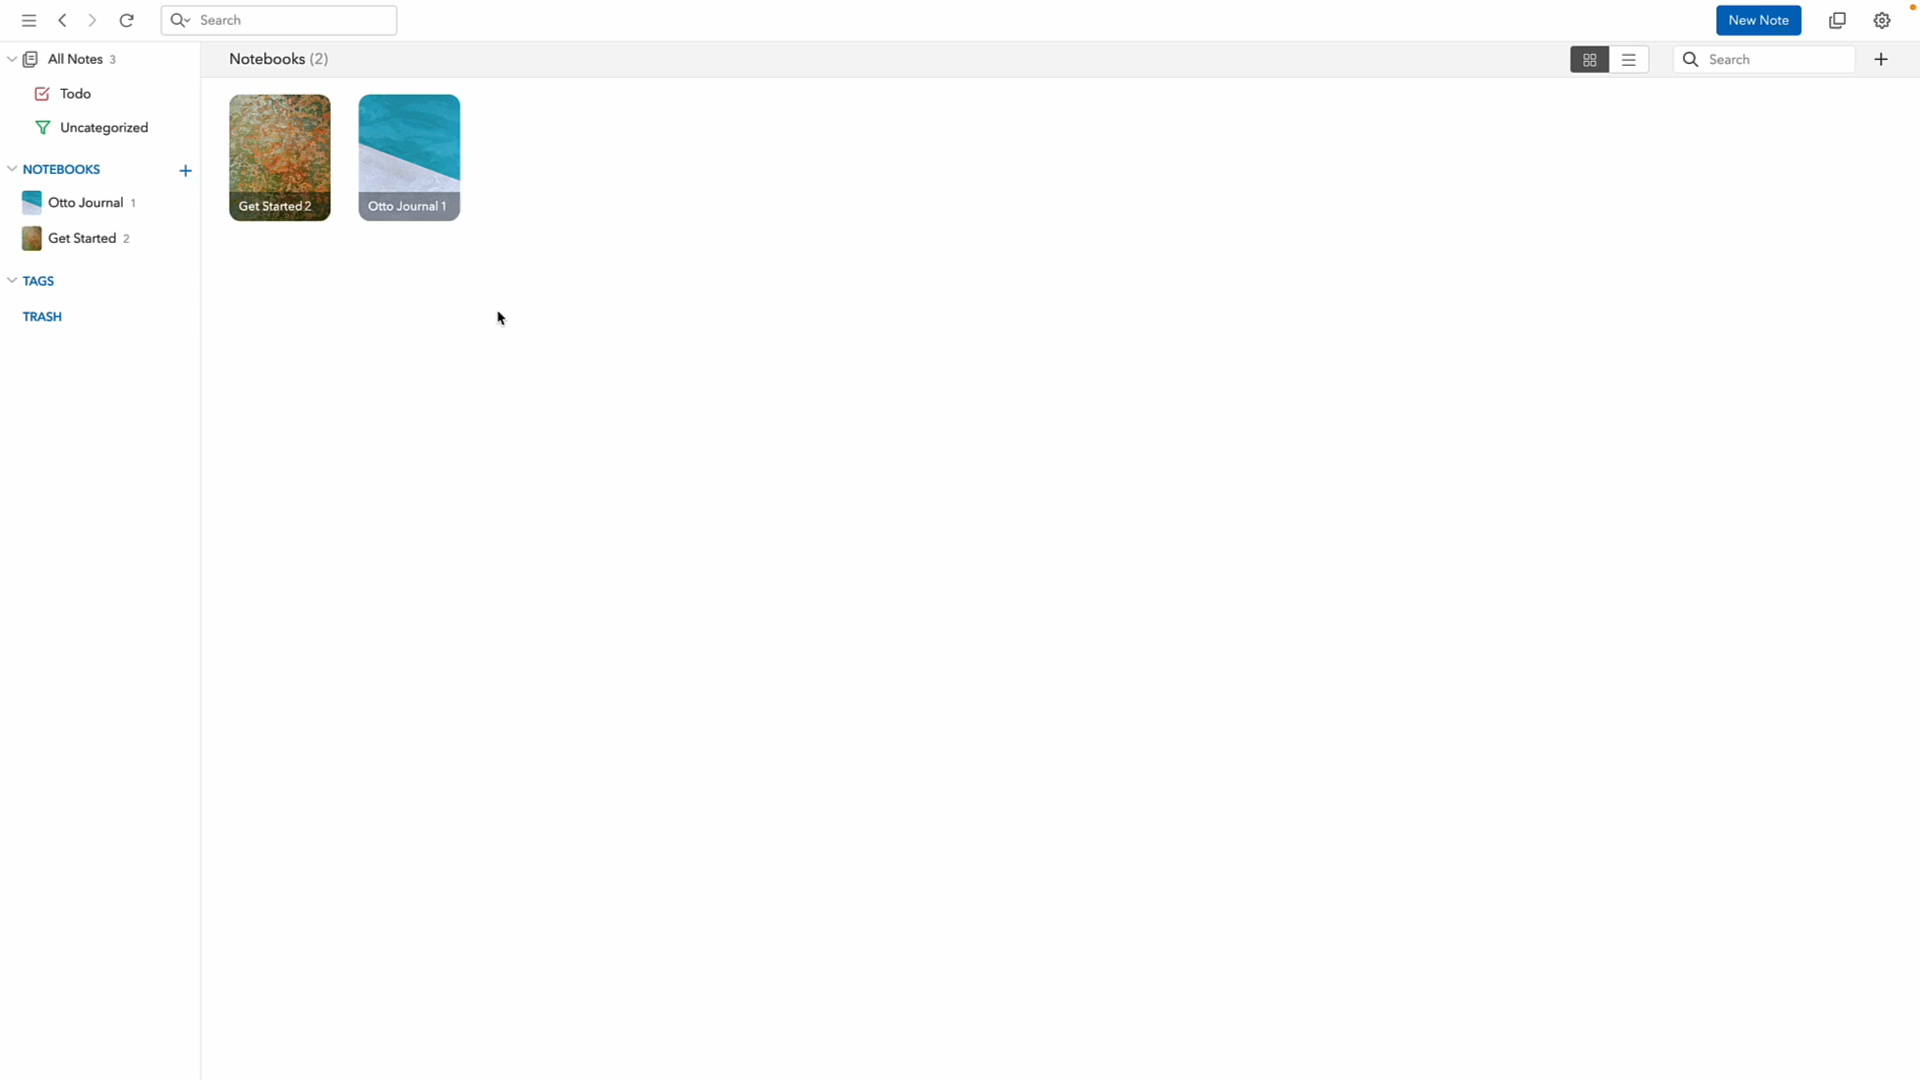 Search
New Note
All Notes 3
Todo
Uncategorized
NOTEBOOKS
Otto Journal 1
Get Started 2
TAGS
TRASH
Notebooks (2)
Search
Get Started 2
Otto Journal 1